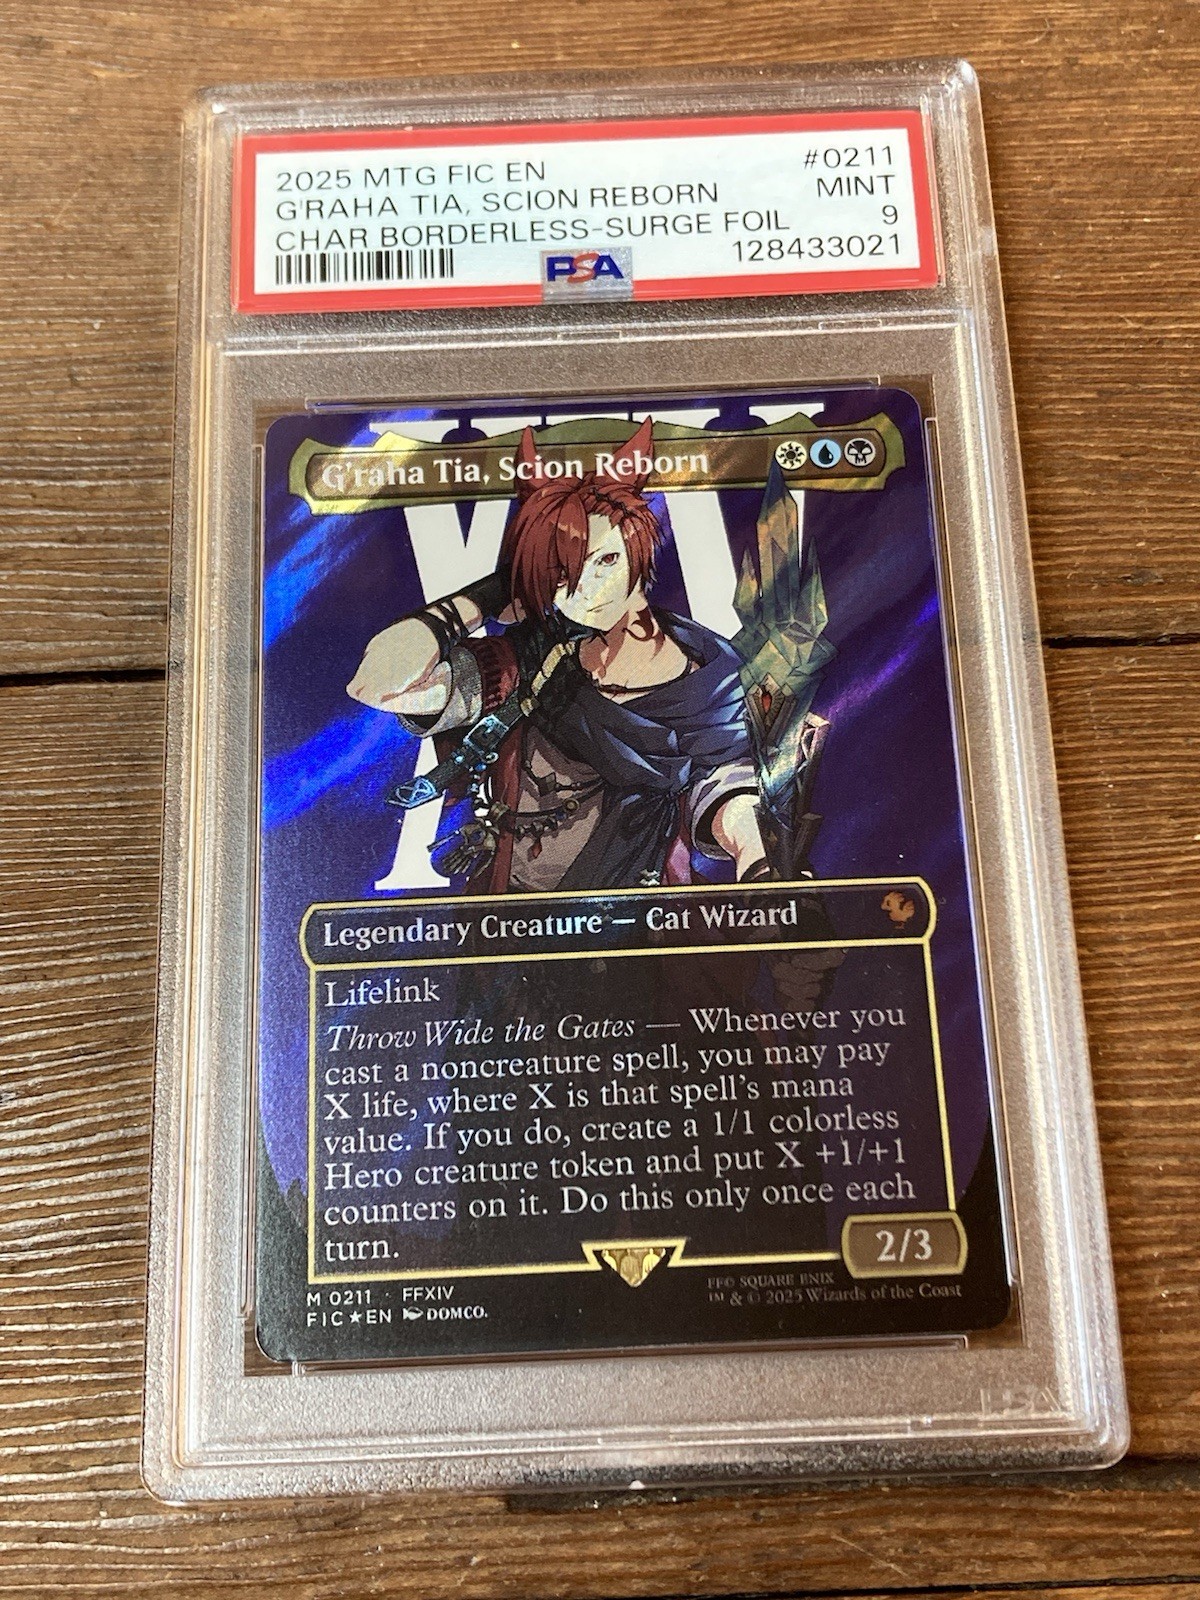 2025 MTG FIC EN #0211
G'RAHA TIA, SCION REBORN MINT
CHAR BORDERLESS-SURGE FOIL 9
PSA 128433021
XIV
G'raha Tia, Scion Reborn
Legendary Creature — Cat Wizard
Lifelink
Throw Wide the Gates — Whenever you
cast a noncreature spell, you may pay
X life, where X is that spell's mana
value. If you do, create a 1/1 colorless
Hero creature token and put X +1/+1
counters on it. Do this only once each
turn.
2/3
M 0211 · FFXIV
FIC★EN DOMCO.
FF© SQUARE ENIX
™ & © 2025 Wizards of the Coast
PSA